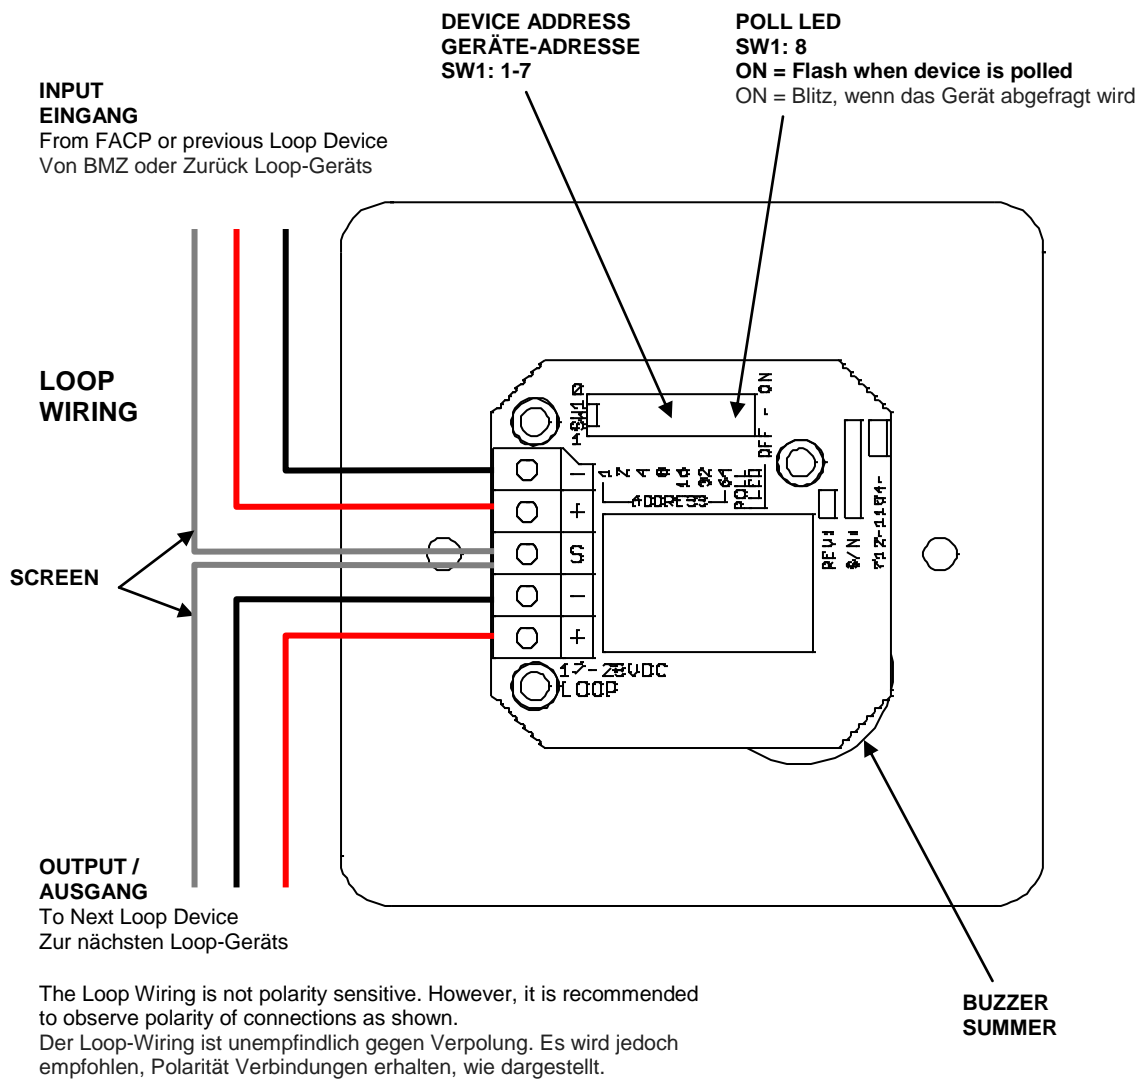 DEVICE ADDRESS
GERÄTE-ADRESSE
SW1: 1-7
POLL LED
SW1: 8
ON = Flash when device is polled
ON = Blitz, wenn das Gerät abgefragt wird
INPUT
EINGANG
From FACP or previous Loop Device
Von BMZ oder Zurück Loop-Geräts
LOOP
WIRING
OFF - ON
1 2 4 8 16 32 64
POLL
LED
ADDRESS
-
+
S
-
+
REV:
S/N:
SCREEN
17-28VDC
LOOP
OUTPUT /
AUSGANG
To Next Loop Device
Zur nächsten Loop-Geräts
The Loop Wiring is not polarity sensitive. However, it is recommended
to observe polarity of connections as shown.
Der Loop-Wiring ist unempfindlich gegen Verpolung. Es wird jedoch
empfohlen, Polarität Verbindungen erhalten, wie dargestellt.
BUZZER
SUMMER